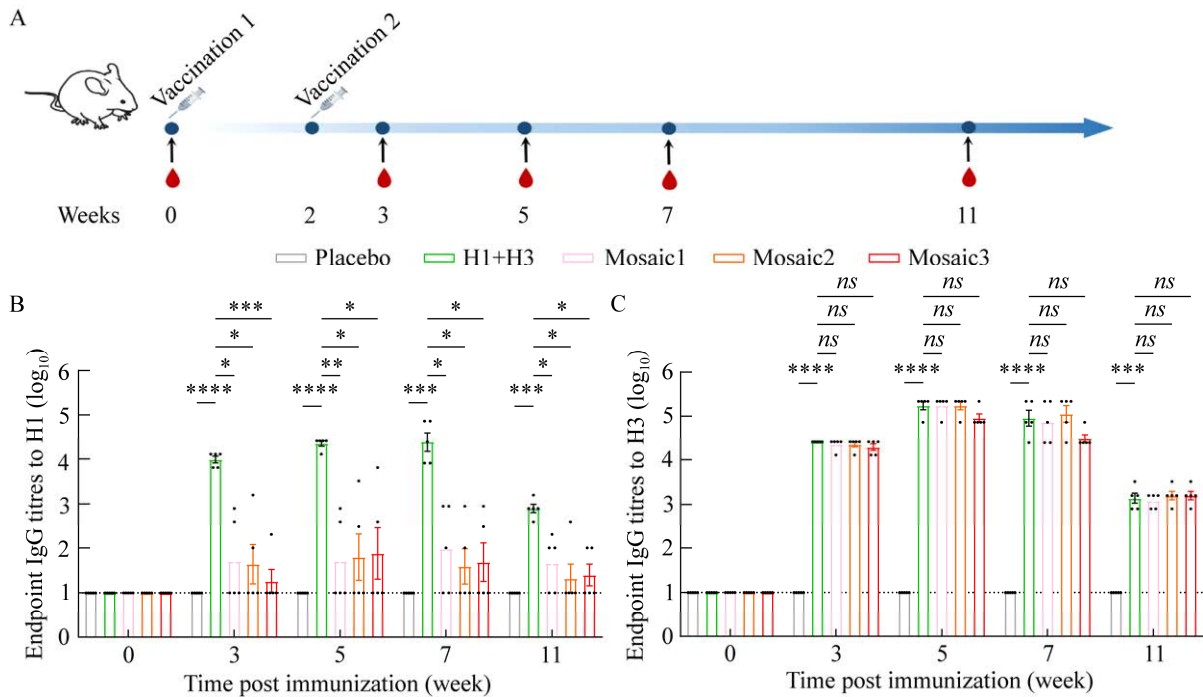 A
Vaccination 1
Vaccination 2
Weeks 0 2 3 5 7 11
Placebo H1+H3 Mosaic1 Mosaic2 Mosaic3
B
*** * * *
* * * *
* ** * *
**** **** *** ***
Endpoint IgG titres to H1 (log10)
6
5
4
3
2
1
0
0 3 5 7 11
Time post immunization (week)
C
ns ns ns ns
ns ns ns ns
ns ns ns ns
**** **** **** ***
Endpoint IgG titres to H3 (log10)
6
5
4
3
2
1
0
0 3 5 7 11
Time post immunization (week)